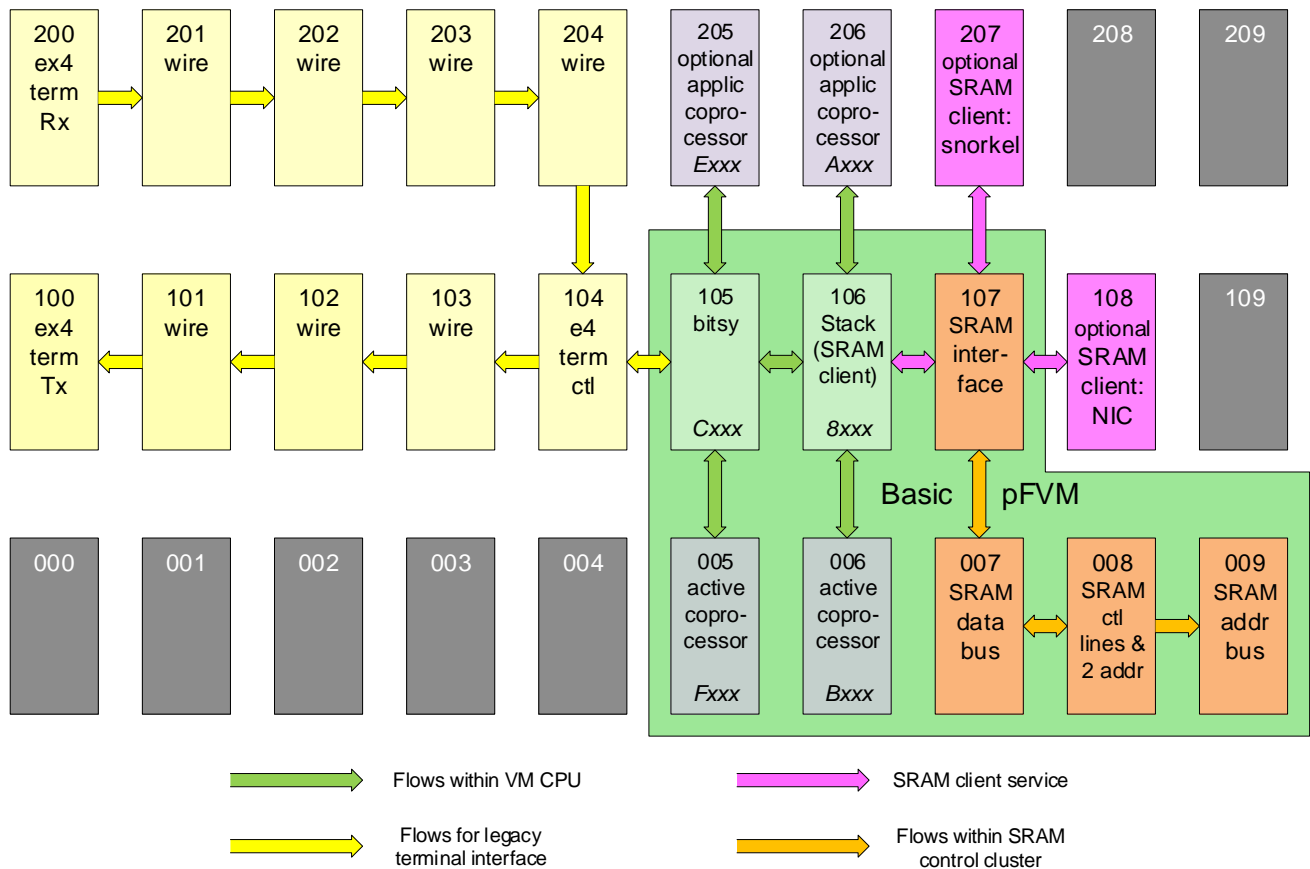 200
ex4
term
Rx
201
wire
202
wire
203
wire
204
wire
205
optional
applic
copro-
cessor
Exxx
206
optional
applic
copro-
cessor
Axxx
207
optional
SRAM
client:
snorkel
208
209
100
ex4
term
Tx
101
wire
102
wire
103
wire
104
e4
term
ctl
105
bitsy
Cxxx
106
Stack
(SRAM
client)
8xxx
107
SRAM
inter-
face
108
optional
SRAM
client:
NIC
109
Basic pFVM
000
001
002
003
004
005
active
copro-
cessor
Fxxx
006
active
copro-
cessor
Bxxx
007
SRAM
data
bus
008
SRAM
ctl
lines &
2 addr
009
SRAM
addr
bus
Flows within VM CPU
SRAM client service
Flows for legacy
terminal interface
Flows within SRAM
control cluster